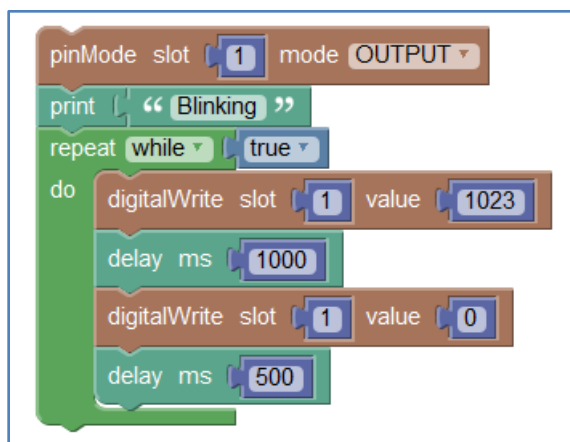 pinMode slot 1 mode OUTPUT
print “ Blinking ”
repeat while true
do digitalWrite slot 1 value 1023
delay ms 1000
digitalWrite slot 1 value 0
delay ms 500